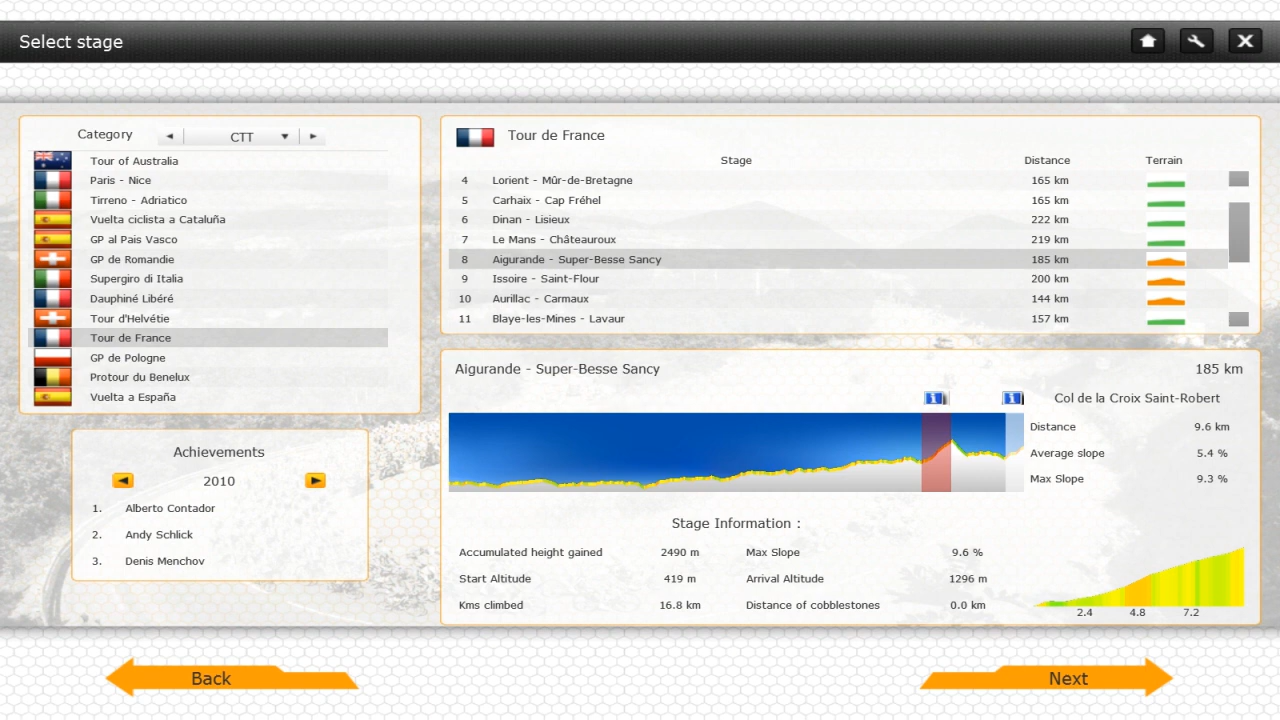 Select stage
Category CTT
Tour of Australia
Paris - Nice
Tirreno - Adriatico
Vuelta ciclista a Cataluña
GP al Pais Vasco
GP de Romandie
Supergiro di Italia
Dauphiné Libéré
Tour d'Helvétie
Tour de France
GP de Pologne
Protour du Benelux
Vuelta a España
Achievements
2010
1. Alberto Contador
2. Andy Schlick
3. Denis Menchov
Tour de France
Stage Distance Terrain
4 Lorient - Mûr-de-Bretagne 165 km
5 Carhaix - Cap Fréhel 165 km
6 Dinan - Lisieux 222 km
7 Le Mans - Châteauroux 219 km
8 Aigurande - Super-Besse Sancy 185 km
9 Issoire - Saint-Flour 200 km
10 Aurillac - Carmaux 144 km
11 Blaye-les-Mines - Lavaur 157 km
Aigurande - Super-Besse Sancy 185 km
Col de la Croix Saint-Robert
Distance 9.6 km
Average slope 5.4 %
Max Slope 9.3 %
Stage Information :
Accumulated height gained 2490 m Max Slope 9.6 %
Start Altitude 419 m Arrival Altitude 1296 m
Kms climbed 16.8 km Distance of cobblestones 0.0 km
2.4 4.8 7.2
Back Next